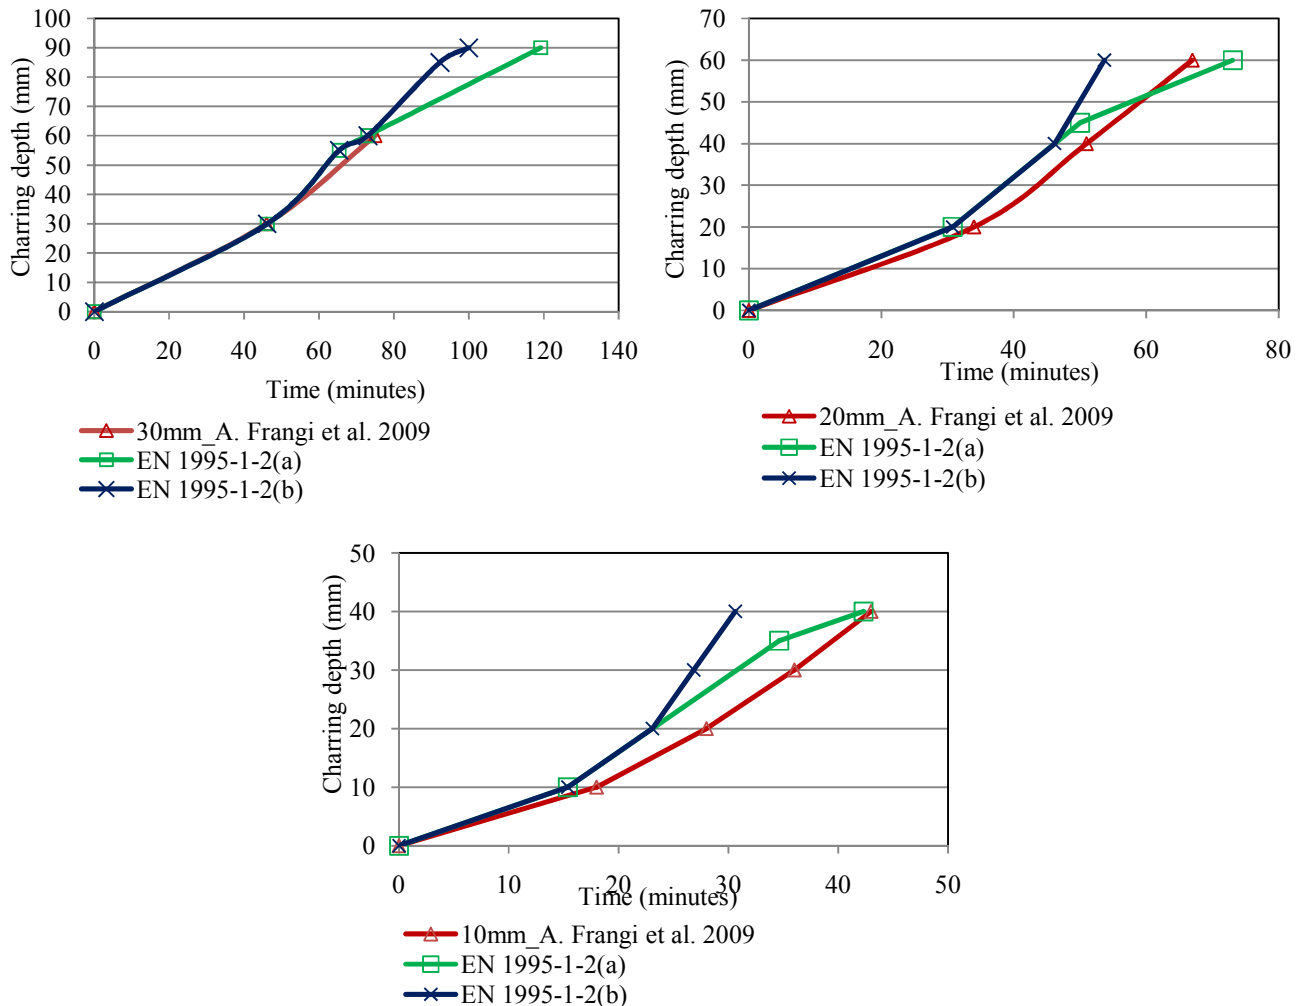 100
90
80
70
60
50
40
30
20
10
0
Charring depth (mm)
0 20 40 60 80 100 120 140
Time (minutes)
30mm_A. Frangi et al. 2009
EN 1995-1-2(a)
EN 1995-1-2(b)
70
60
50
40
30
20
10
0
Charring depth (mm)
0 20 40 60 80
Time (minutes)
20mm_A. Frangi et al. 2009
EN 1995-1-2(a)
EN 1995-1-2(b)
50
40
30
20
10
0
Charring depth (mm)
0 10 20 30 40 50
Time (minutes)
10mm_A. Frangi et al. 2009
EN 1995-1-2(a)
EN 1995-1-2(b)